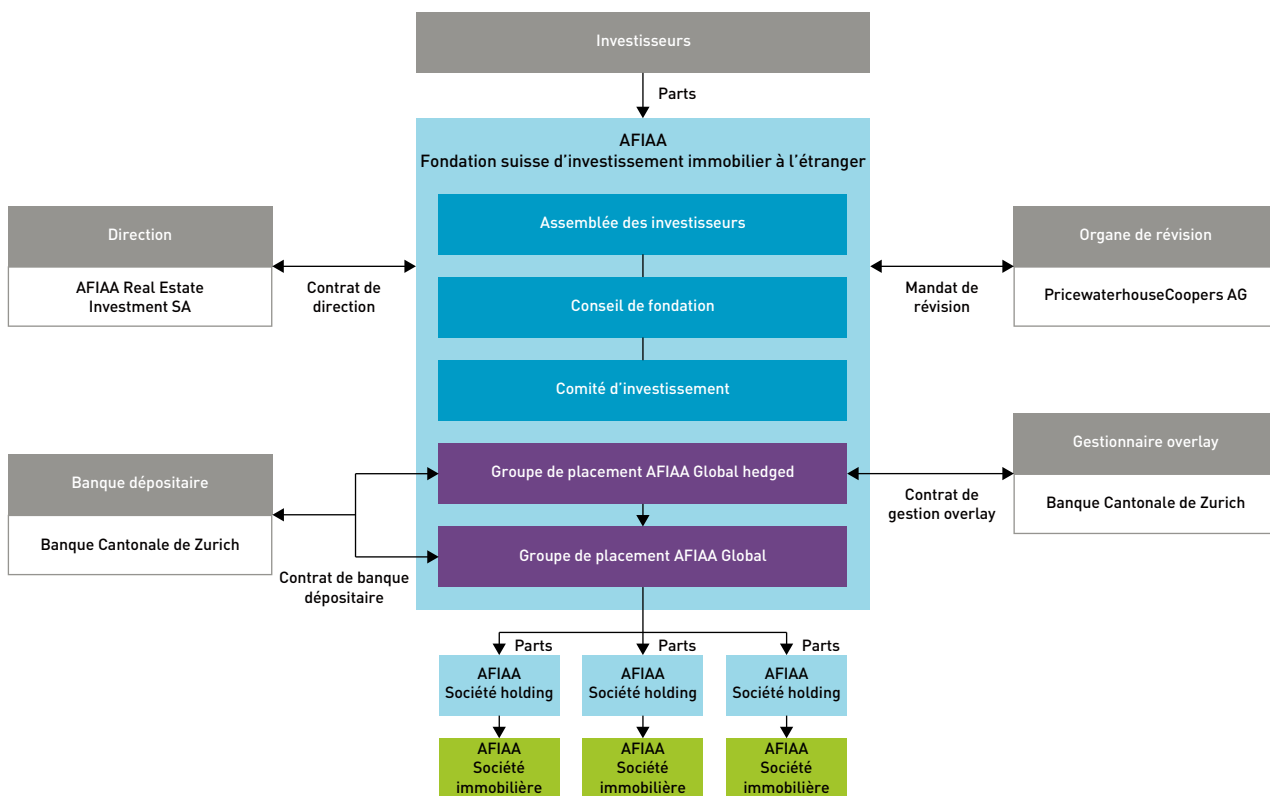 Investisseurs
Parts
AFIAA
Fondation suisse d'investissement immobilier à l'étranger
Assemblée des investisseurs
Direction
AFIAA Real Estate
Investment SA
Contrat de
direction
Conseil de fondation
Mandat de
révision
Organe de révision
PricewaterhouseCoopers AG
Comité d'investissement
Banque dépositaire
Banque Cantonale de Zurich
Contrat de banque
dépositaire
Groupe de placement AFIAA Global hedged
Groupe de placement AFIAA Global
Contrat de
gestion overlay
Gestionnaire overlay
Banque Cantonale de Zurich
Parts
Parts
Parts
AFIAA
Société holding
AFIAA
Société holding
AFIAA
Société holding
AFIAA
Société
immobilière
AFIAA
Société
immobilière
AFIAA
Société
immobilière